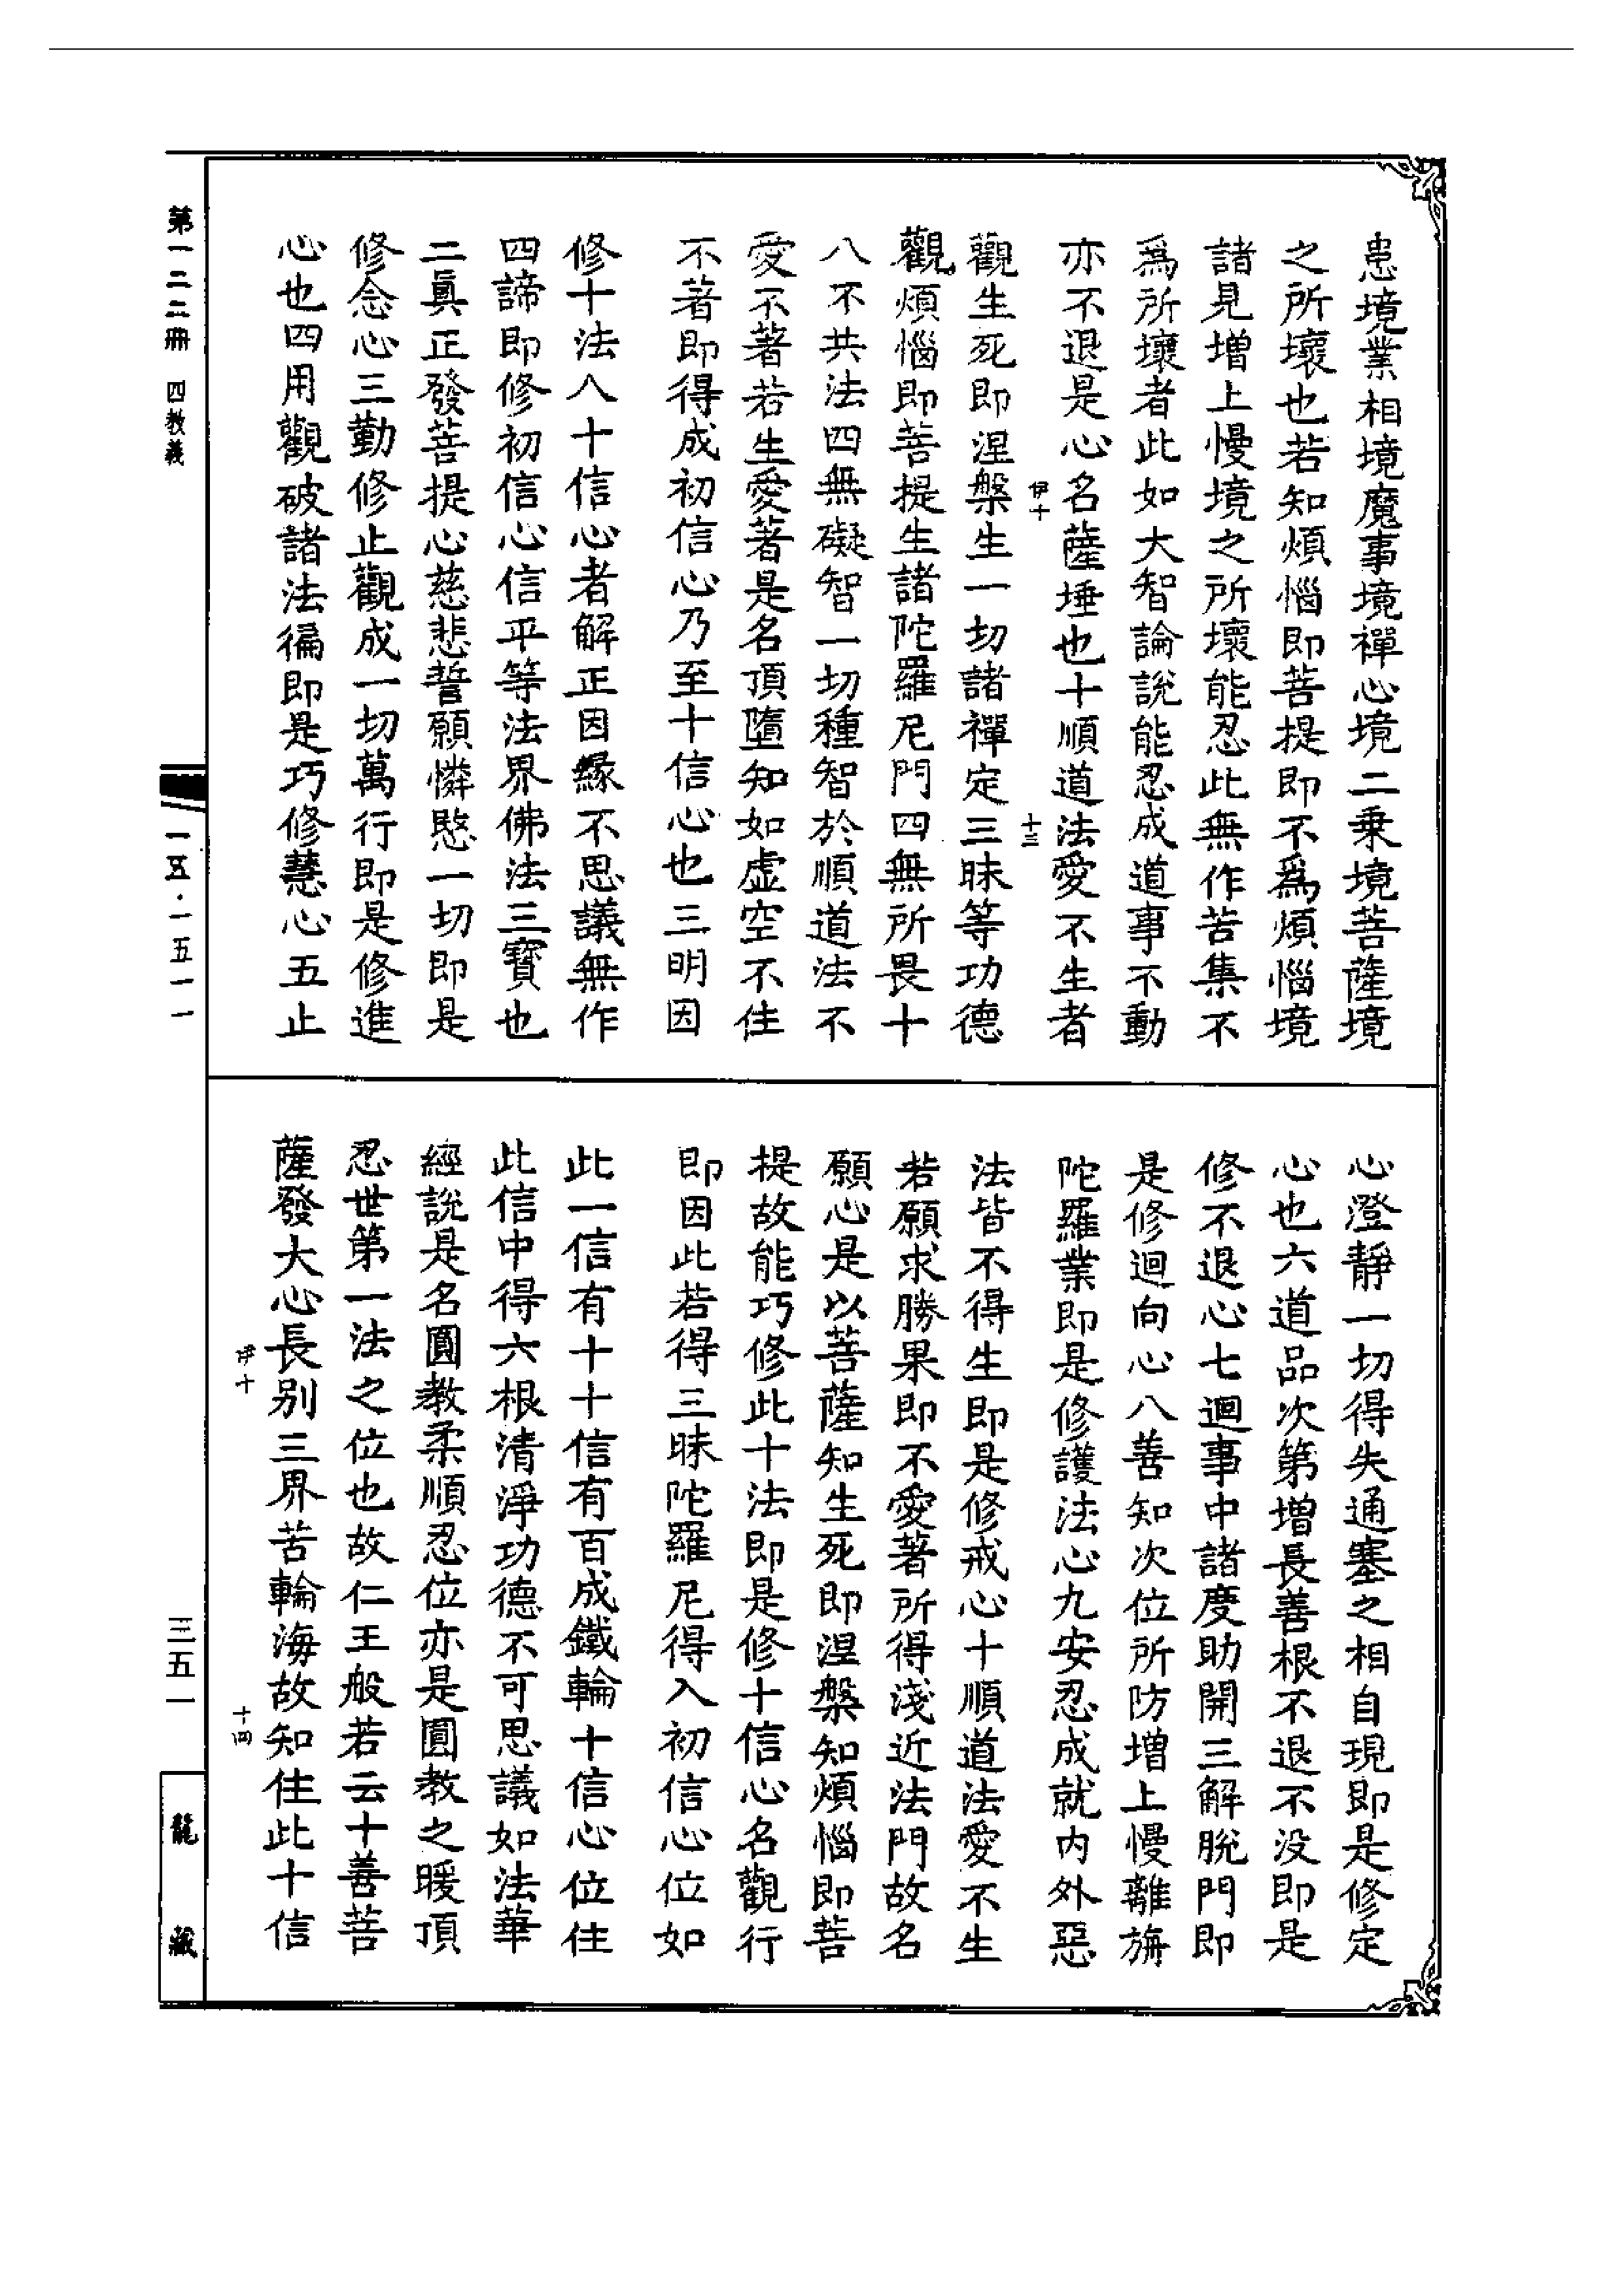 患境業相境魔事境禪心境二乗境菩薩境
之所壞也若知煩惱即菩提即不爲煩惱境
諸見增上慢境之所壞能忍此無作苦集不
爲所壞者此如大智論說能忍成道事不動
亦不退是心名薩埵也十順道法愛不生者
伊十
十三
觀生死即涅槃生一切諸禪定三昧等功德
觀煩惱即菩提生諸陀羅尼門四無所畏十
八不共法四無礙智一切種智於順道法不
愛不著若生愛著是名頂墮知如虛空不住
不著即得成初信心乃至十信心也三明因
修十法入十信心者解正因緣不思議無作
四諦即修初信心信平等法界佛法三寶也
二眞正發菩提心慈悲誓願憐愍一切即是
修念心三勤修止觀成一切萬行即是修進
心也四用觀破諸法徧即是巧修慧心五止
心澄靜一切得失通塞之相自現即是修定
心也六道品次第增長善根不退不没即是
修不退心七迴事中諸度助開三解脫門即
是修迴向心八善知次位所防增上慢離旃
陀羅業即是修護法心九安忍成就内外惡
法皆不得生即是修戒心十順道法愛不生
若願求勝果即不愛著所得淺近法門故名
願心是以菩薩知生死即涅槃知煩惱即菩
提故能巧修此十法即是修十信心名觀行
即因此若得三昧陀羅尼得入初信心位如
此一信有十十信有百成鐵輪十信心位住
此信中得六根清淨功德不可思議如法華
經説是名圓教柔順忍位亦是圓教之暖頂
忍世第一法之位也故仁王般若云十善菩
薩發大心長别三界苦輪海故知住此十信
伊十
十四
第一二二冊 四教義
一五·一五一一
三五一
龍藏